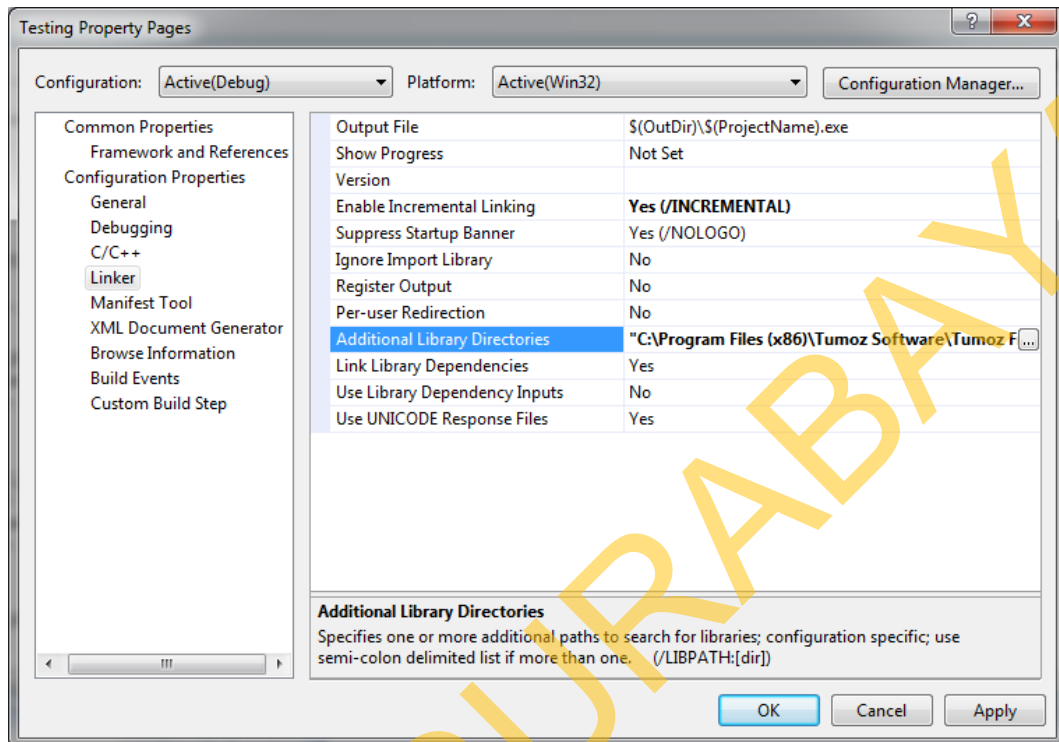 Testing Property Pages
Configuration: Active(Debug) Platform: Active(Win32) Configuration Manager...
Common Properties
Framework and References
Configuration Properties
General
Debugging
C/C++
Linker
Manifest Tool
XML Document Generator
Browse Information
Build Events
Custom Build Step
Output File $(OutDir)\$(ProjectName).exe
Show Progress Not Set
Version
Enable Incremental Linking Yes (/INCREMENTAL)
Suppress Startup Banner Yes (/NOLOGO)
Ignore Import Library No
Register Output No
Per-user Redirection No
Additional Library Directories "C:\Program Files (x86)\Tumoz Software\Tumoz F ...
Link Library Dependencies Yes
Use Library Dependency Inputs No
Use UNICODE Response Files Yes
Additional Library Directories
Specifies one or more additional paths to search for libraries; configuration specific; use
semi-colon delimited list if more than one. (/LIBPATH:[dir])
OK Cancel Apply
URABAY